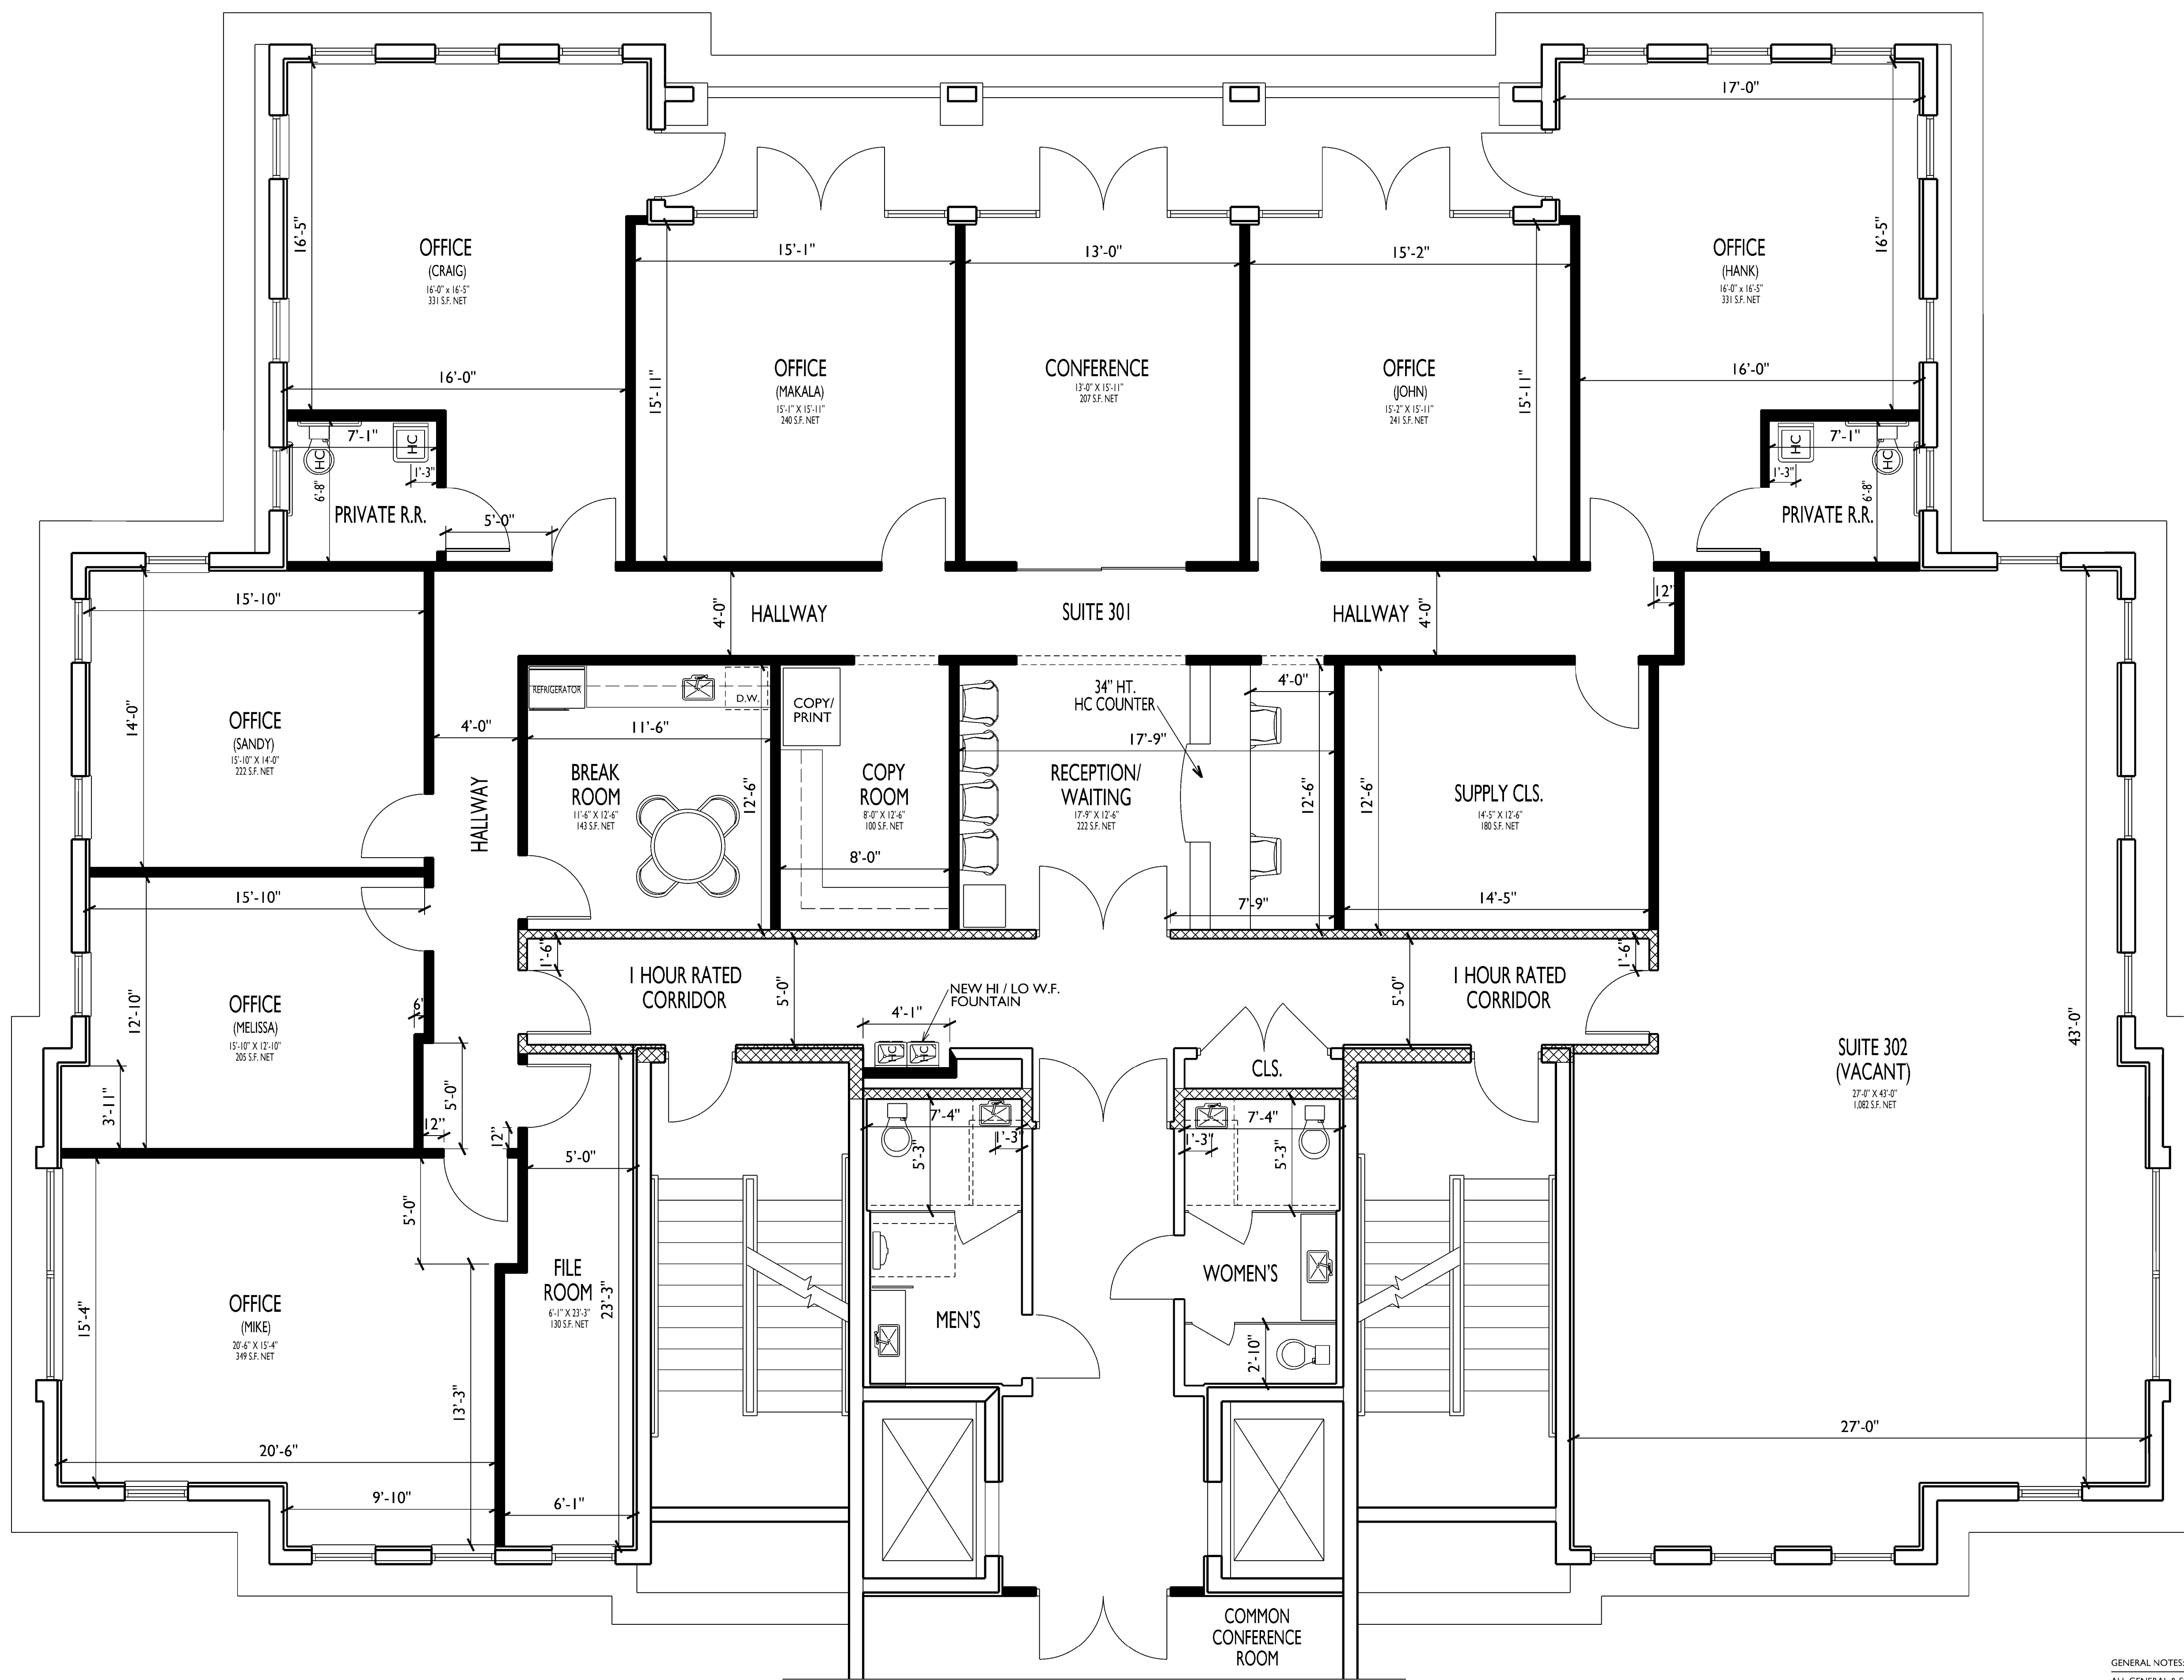 17'-0"
16'-5"
OFFICE
(CRAIG)
16'-0" x 16'-5"
331 S.F. NET
16'-0"
15'-1"
15'-11"
OFFICE
(MAKALA)
15'-1" X 15'-11"
240 S.F. NET
13'-0"
CONFERENCE
13'-0" X 15'-11"
207 S.F. NET
15'-2"
15'-11"
OFFICE
(JOHN)
15'-2" X 15'-11"
241 S.F. NET
OFFICE
(HANK)
16'-0" x 16'-5"
331 S.F. NET
16'-5"
16'-0"
7'-1"
HC
HC
1'-3"
6'-8"
PRIVATE R.R.
5'-0"
7'-1"
HC
HC
1'-3"
6'-8"
PRIVATE R.R.
15'-10"
14'-0"
OFFICE
(SANDY)
15'-10" X 14'-0"
222 S.F. NET
4'-0"
HALLWAY
SUITE 301
HALLWAY
4'-0"
12"
4'-0"
HALLWAY
REFRIGERATOR
D.W.
11'-6"
BREAK
ROOM
11'-6" X 12'-6"
143 S.F. NET
12'-6"
COPY/
PRINT
COPY
ROOM
8'-0" X 12'-6"
100 S.F. NET
8'-0"
34" HT.
HC COUNTER
4'-0"
17'-9"
RECEPTION/
WAITING
17'-9" X 12'-6"
222 S.F. NET
12'-6"
7'-9"
12'-6"
SUPPLY CLS.
14'-5" X 12'-6"
180 S.F. NET
14'-5"
15'-10"
12'-10"
OFFICE
(MELISSA)
15'-10" X 12'-10"
205 S.F. NET
6"
3'-11"
5'-0"
12"
12"
1'-6"
1 HOUR RATED
CORRIDOR
5'-0"
NEW HI / LO W.F.
FOUNTAIN
4'-1"
HC
HC
5'-0"
1 HOUR RATED
CORRIDOR
1'-6"
CLS.
43'-0"
SUITE 302
(VACANT)
27'-0" X 43'-0"
1,082 S.F. NET
27'-0"
5'-0"
7'-4"
1'-3"
5'-3"
7'-4"
1'-3"
5'-3"
15'-4"
OFFICE
(MIKE)
20'-6" X 15'-4"
349 S.F. NET
5'-0"
13'-3"
20'-6"
9'-10"
FILE
ROOM
6'-1" X 23'-3"
130 S.F. NET
23'-3"
6'-1"
MEN'S
WOMEN'S
2'-10"
COMMON
CONFERENCE
ROOM
GENERAL NOTES: